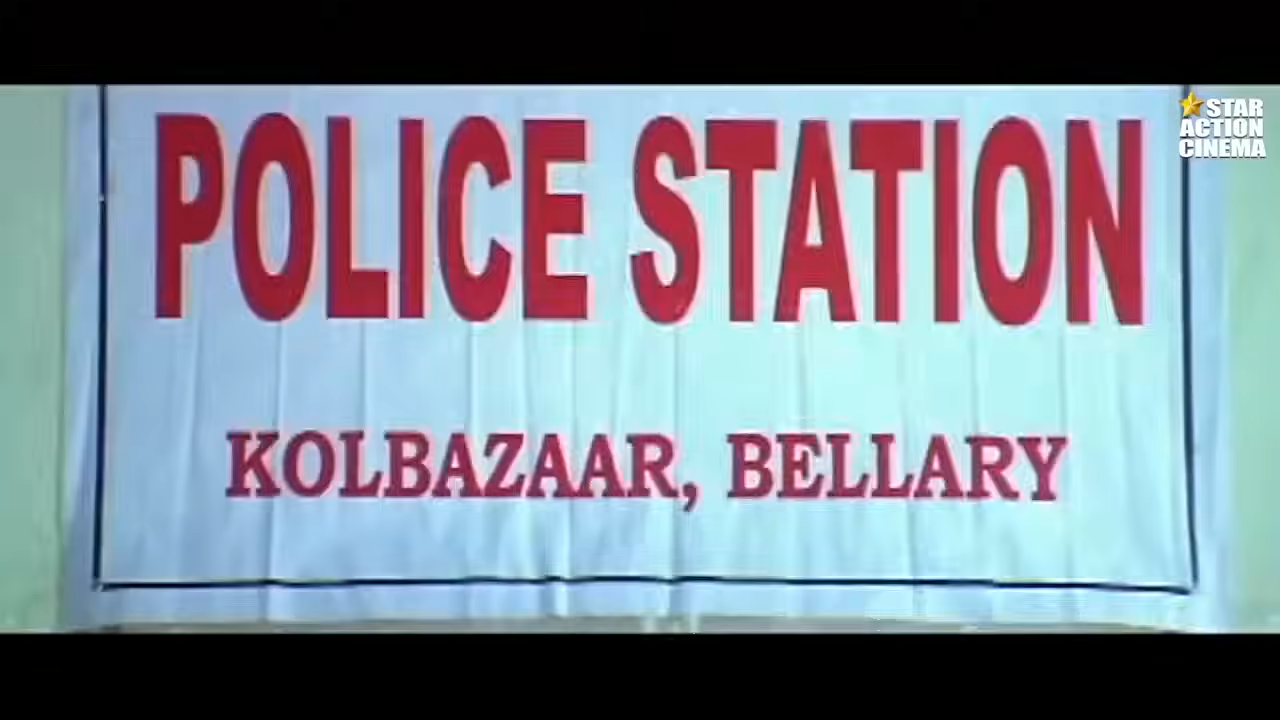 POLICE STATION
KOLBAZAAR, BELLARY
STAR
ACTION
CINEMA